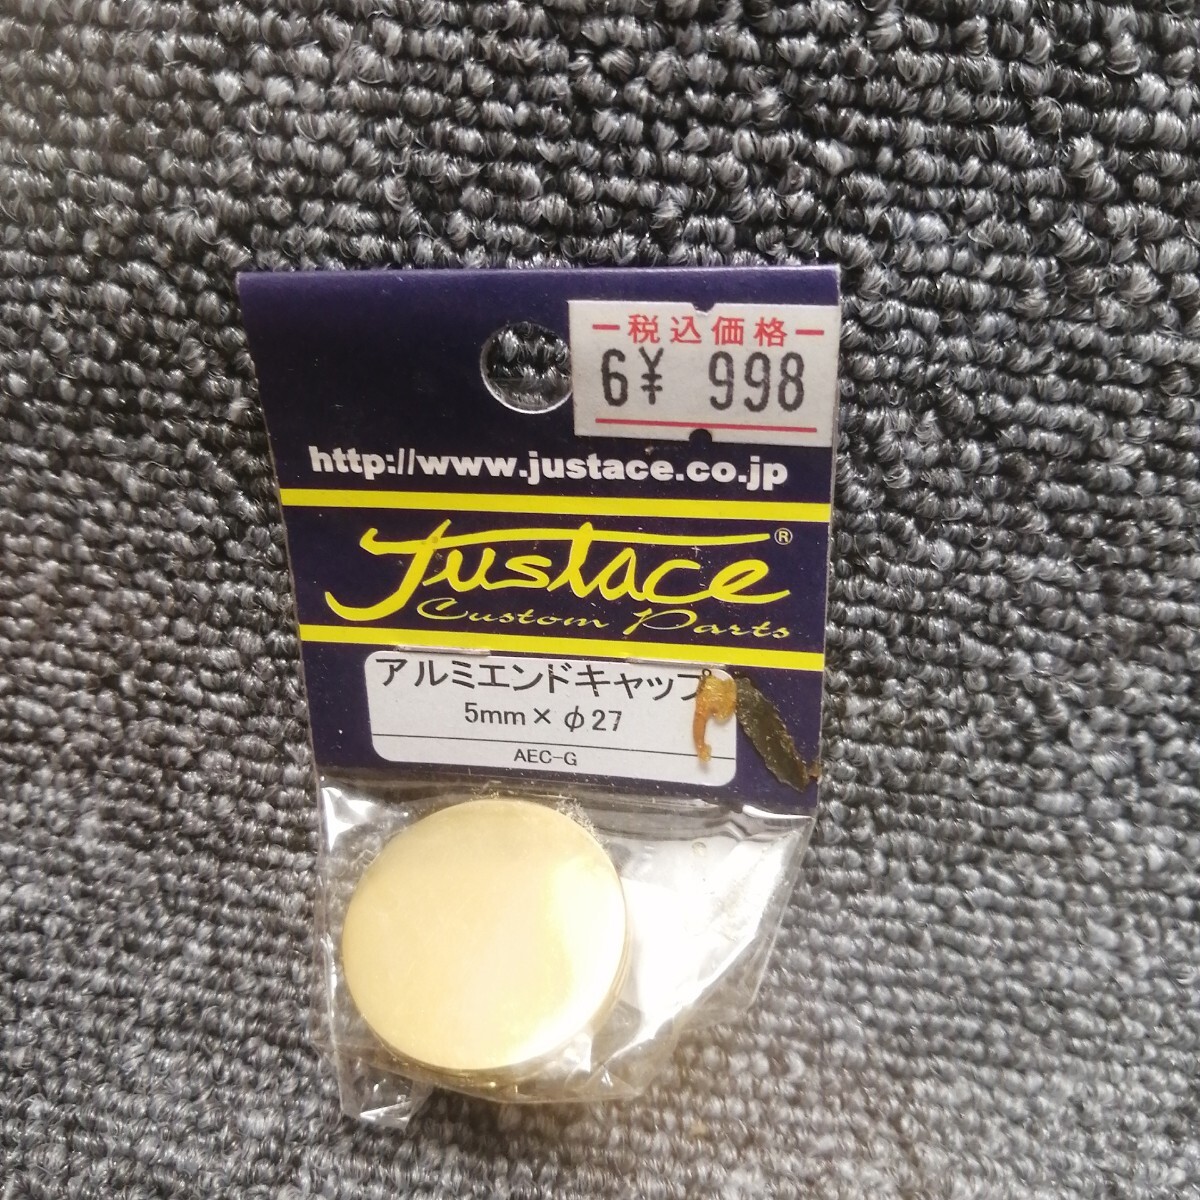 税込価格
6¥ 998
http://www.justace.co.jp
Justace®
Custom Parts
アルミエンドキャップ
5mm×φ27
AEC-G